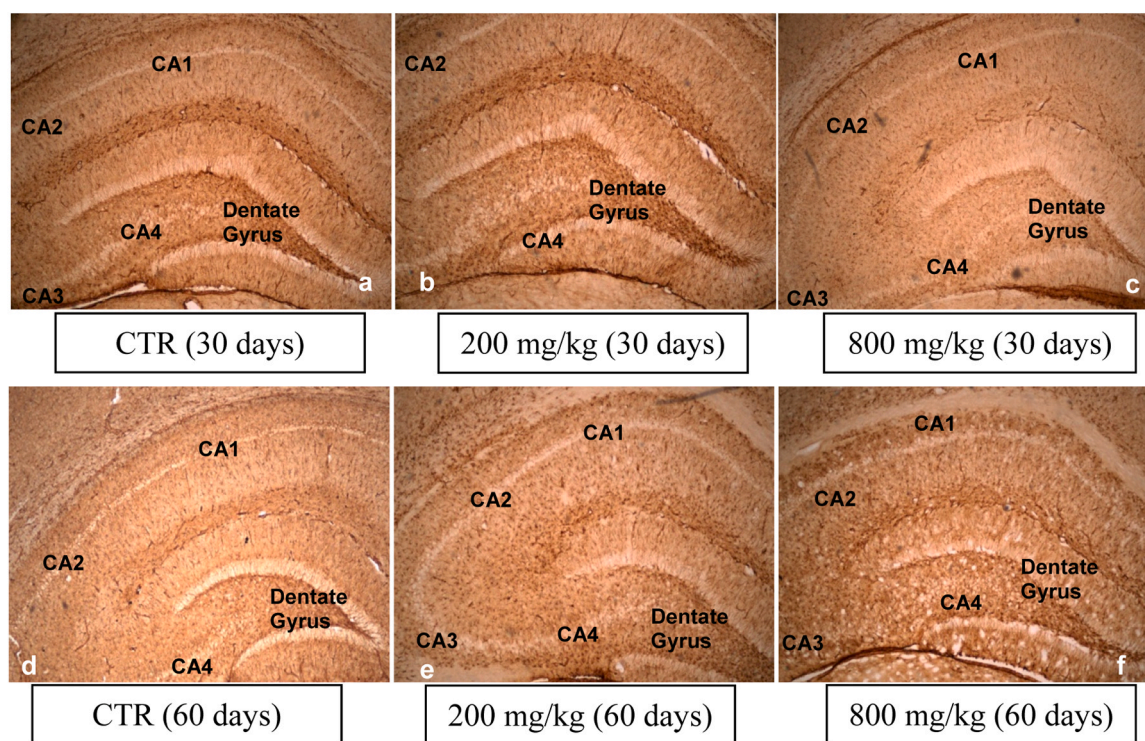 CA1
CA2
Dentate
Gyrus
CA4
CA3
a
CTR (30 days)
CA2
Dentate
Gyrus
CA4
b
200 mg/kg (30 days)
CA1
CA2
Dentate
Gyrus
CA4
CA3
c
800 mg/kg (30 days)
CA1
CA2
Dentate
Gyrus
CA4
d
CTR (60 days)
CA1
CA2
Dentate
Gyrus
CA4
CA3
e
200 mg/kg (60 days)
CA1
CA2
Dentate
Gyrus
CA4
CA3
f
800 mg/kg (60 days)